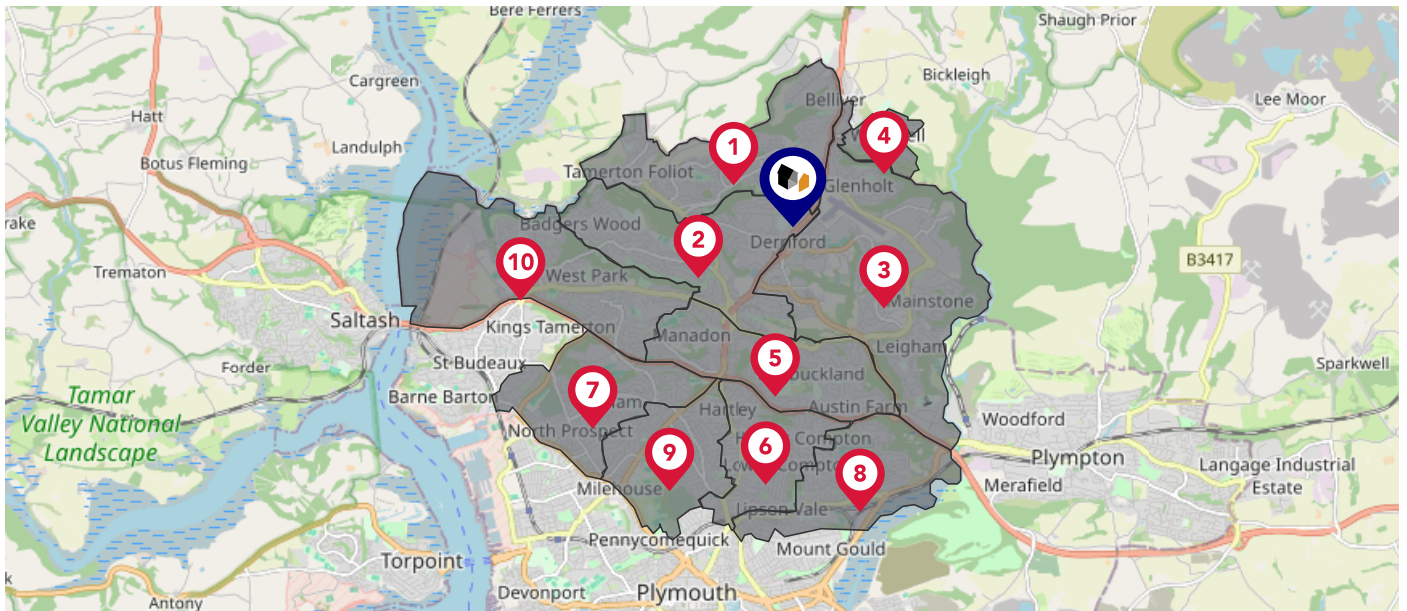 Bere Ferrers
Shaugh Prior
Cargreen
Bickleigh
Belliver
Lee Moor
Hatt
4
ell
1
Landulph
Botus Fleming
Tamerton Foliot
Glenholt
Badgers Wood
2
Derriford
10
B3417
Trematon
West Park
3
Mainstone
Saltash
Kings Tamerton
Manadon
Leigham
St Budeaux
5
Forder
buckland
Sparkwell
Tamar
Valley National
Landscape
7
Barne Barton
am
Hartley
Austin Farm
Woodford
North Prospect
6
Compton
9
Plympton
Langage Industrial
Estate
8
Milehouse
Merafield
Lipson Vale
Pennycomequick
Mount Gould
Torpoint
Devonport
Plymouth
Antony